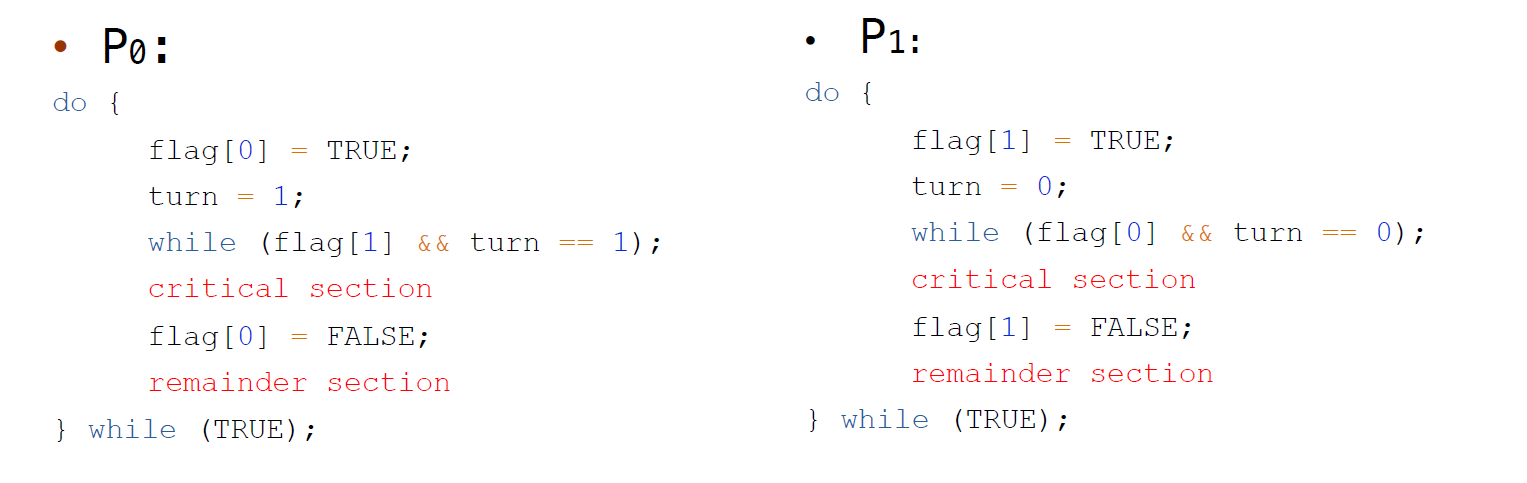 • P0:
do {
flag[0] = TRUE;
turn = 1;
while (flag[1] && turn == 1);
critical section
flag[0] = FALSE;
remainder section
} while (TRUE);
• P1:
do {
flag[1] = TRUE;
turn = 0;
while (flag[0] && turn == 0);
critical section
flag[1] = FALSE;
remainder section
} while (TRUE);